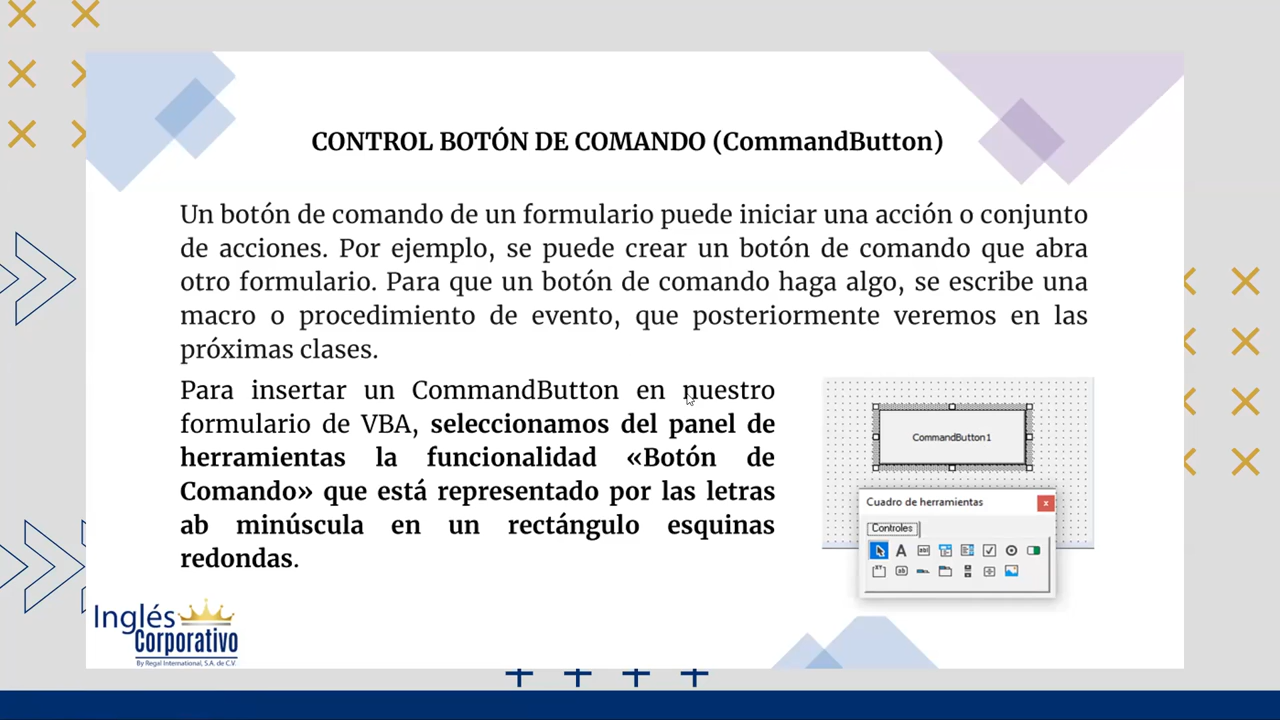 CONTROL BOTÓN DE COMANDO (CommandButton)
Un botón de comando de un formulario puede iniciar una acción o conjunto
de acciones. Por ejemplo, se puede crear un botón de comando que abra
otro formulario. Para que un botón de comando haga algo, se escribe una
macro o procedimiento de evento, que posteriormente veremos en las
próximas clases.
Para insertar un CommandButton en nuestro
formulario de VBA, seleccionamos del panel de
herramientas la funcionalidad «Botón de
Comando» que está representado por las letras
ab minúscula en un rectángulo esquinas
redondas.
CommandButton1
Cuadro de herramientas
x
Controles
A
abl
XY
ab
Inglés
Corporativo
By Regal International, S.A. de C.V.